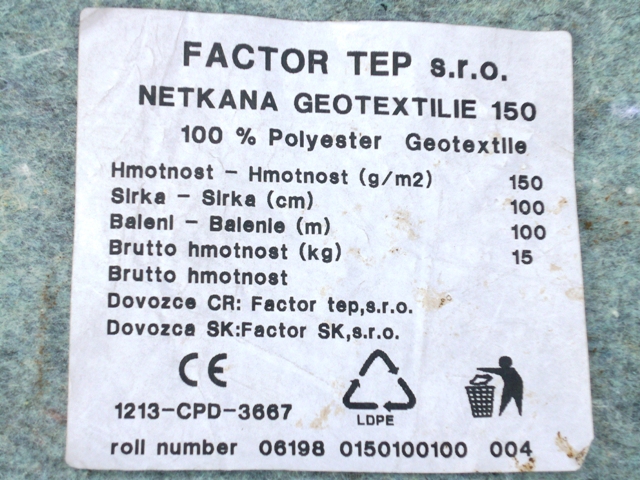 FACTOR TEP s.r.o.
NETKANA GEOTEXTILIE 150
100 % Polyester Geotextile
Hmotnost - Hmotnost (g/m2) 150
Sirka - Sirka (cm) 100
Baleni - Balenie (m) 100
Brutto hmotnost (kg) 15
Brutto hmotnost
Dovozce CR: Factor tep,s.r.o.
Dovozca SK:Factor SK,s.r.o.
CE
1213-CPD-3667
LDPE
roll number 06198 0150100100 004